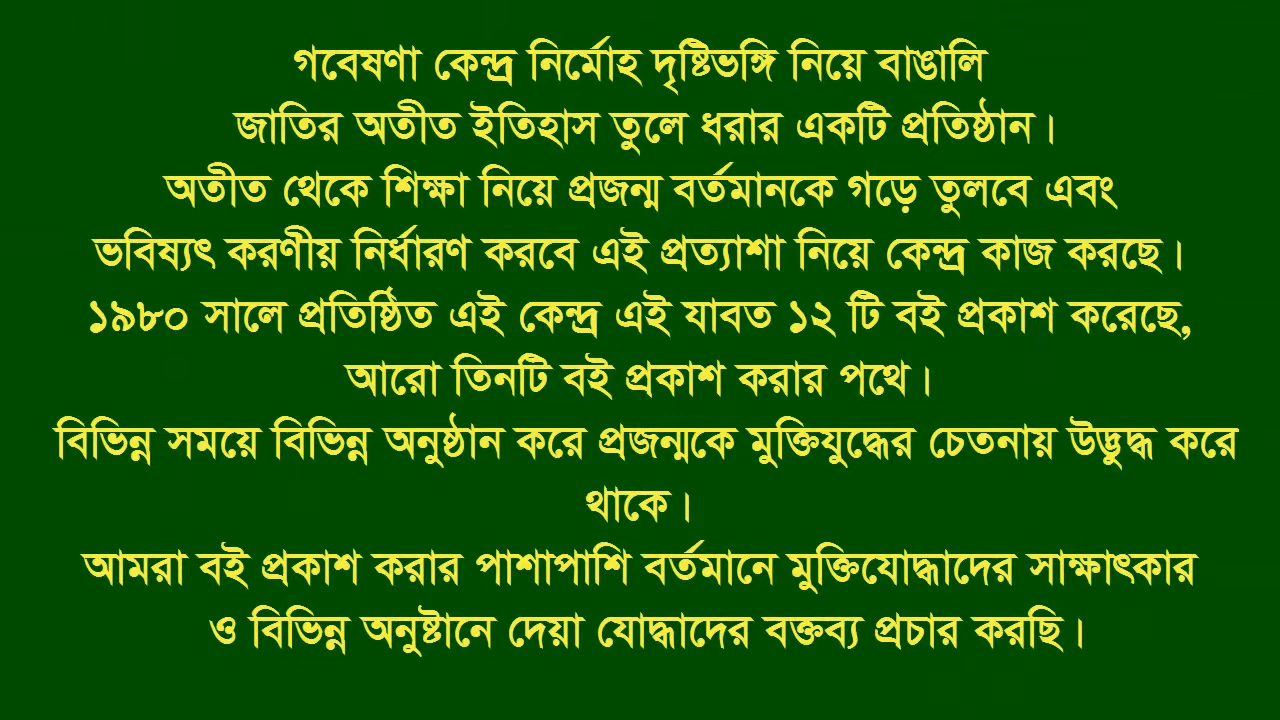 গবেষণা কেন্দ্র নির্মোহ দৃষ্টিভঙ্গি নিয়ে বাঙালি
জাতির অতীত ইতিহাস তুলে ধরার একটি প্রতিষ্ঠান।
অতীত থেকে শিক্ষা নিয়ে প্রজন্ম বর্তমানকে গড়ে তুলবে এবং
ভবিষ্যৎ করণীয় নির্ধারণ করবে এই প্রত্যাশা নিয়ে কেন্দ্র কাজ করছে।
১৯৮০ সালে প্রতিষ্ঠিত এই কেন্দ্র এই যাবত ১২ টি বই প্রকাশ করেছে,
আরো তিনটি বই প্রকাশ করার পথে।
বিভিন্ন সময়ে বিভিন্ন অনুষ্ঠান করে প্রজন্মকে মুক্তিযুদ্ধের চেতনায় উদ্ভুদ্ধ করে
থাকে।
আমরা বই প্রকাশ করার পাশাপাশি বর্তমানে মুক্তিযোদ্ধাদের সাক্ষাৎকার
ও বিভিন্ন অনুষ্টানে দেয়া যোদ্ধাদের বক্তব্য প্রচার করছি।